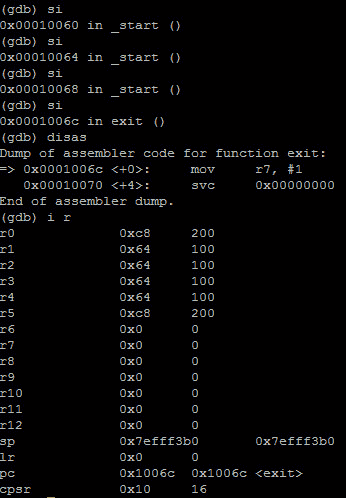 (gdb) si
0x00010060 in _start ()
(gdb) si
0x00010064 in _start ()
(gdb) si
0x00010068 in _start ()
(gdb) si
0x0001006c in exit ()
(gdb) disas
Dump of assembler code for function exit:
=> 0x0001006c <+0>: mov r7, #1
0x00010070 <+4>: svc 0x00000000
End of assembler dump.
(gdb) i r
r0 0xc8 200
r1 0x64 100
r2 0x64 100
r3 0x64 100
r4 0x64 100
r5 0xc8 200
r6 0x0 0
r7 0x0 0
r8 0x0 0
r9 0x0 0
r10 0x0 0
r11 0x0 0
r12 0x0 0
sp 0x7efff3b0 0x7efff3b0
lr 0x0 0
pc 0x1006c 0x1006c <exit>
cpsr 0x10 16